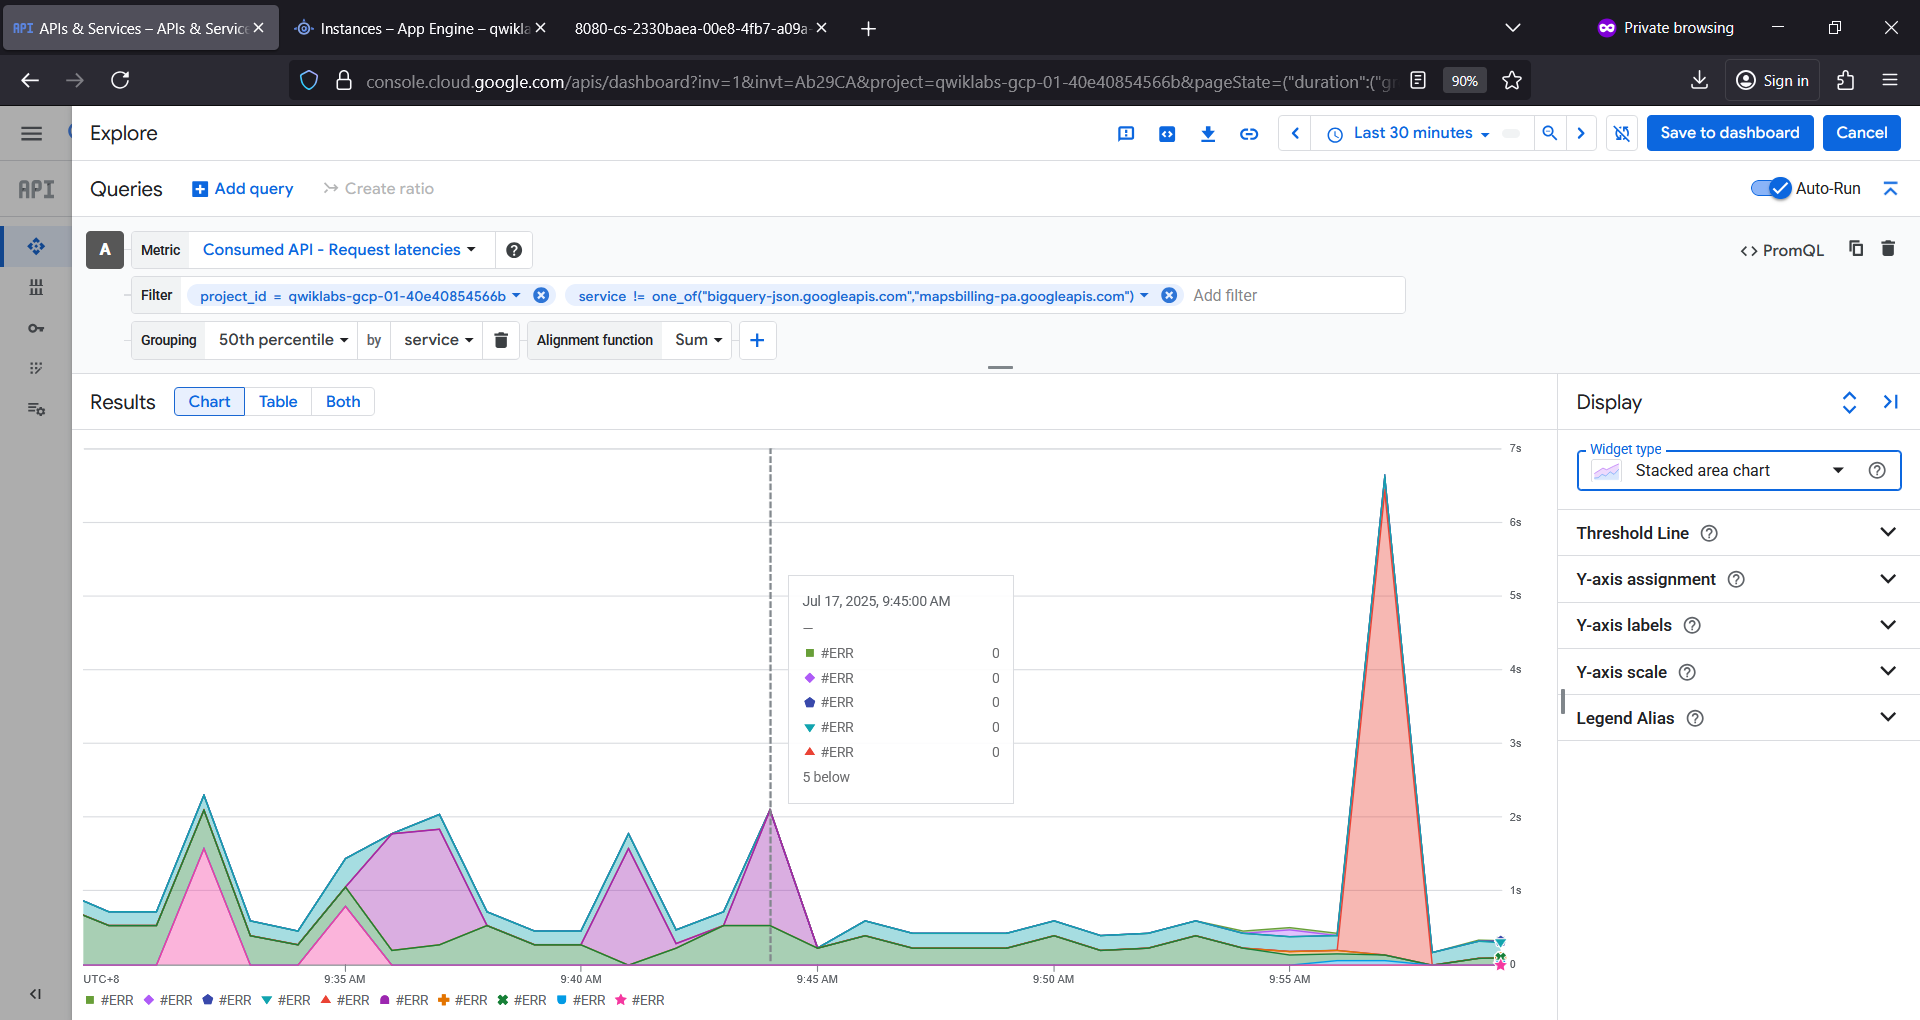 API APIs & Services – APIs & Service
Instances – App Engine – qwikla
8080-cs-2330baea-00e8-4fb7-a09a-
Private browsing
console.cloud.google.com/apis/dashboard?inv=1&invt=Ab29CA&project=qwiklabs-gcp-01-40e40854566b&pageState=("duration":("gr
90%
Sign in
Explore
Last 30 minutes
Save to dashboard
Cancel
API
Queries
Add query
Create ratio
Auto-Run
A
Metric
Consumed API - Request latencies
<> PromQL
Filter
project_id = qwiklabs-gcp-01-40e40854566b
service != one_of("bigquery-json.googleapis.com","mapsbilling-pa.googleapis.com")
Add filter
Grouping
50th percentile
by
service
Alignment function
Sum
Results
Chart
Table
Both
Display
Widget type
Stacked area chart
Threshold Line
Y-axis assignment
Y-axis labels
Y-axis scale
Legend Alias
7s
6s
5s
4s
3s
2s
1s
0
Jul 17, 2025, 9:45:00 AM
—
#ERR 0
#ERR 0
#ERR 0
#ERR 0
#ERR 0
5 below
UTC+8
9:35 AM
9:40 AM
9:45 AM
9:50 AM
9:55 AM
#ERR #ERR #ERR #ERR #ERR #ERR #ERR #ERR #ERR #ERR